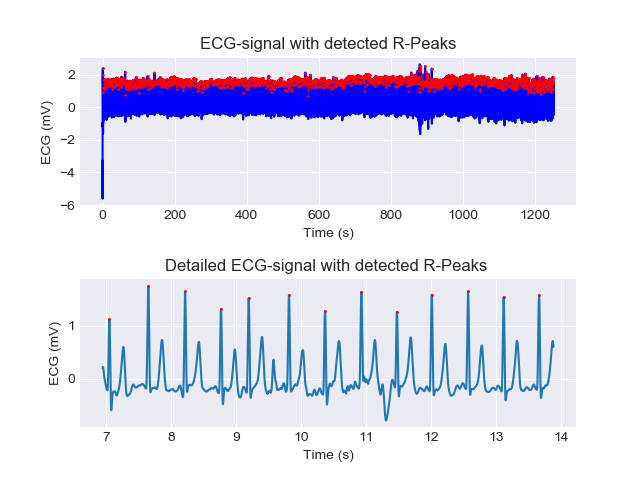 ECG-signal with detected R-Peaks
2
0
−2
−4
−6
ECG (mV)
0 200 400 600 800 1000 1200
Time (s)
Detailed ECG-signal with detected R-Peaks
1
0
ECG (mV)
7 8 9 10 11 12 13 14
Time (s)